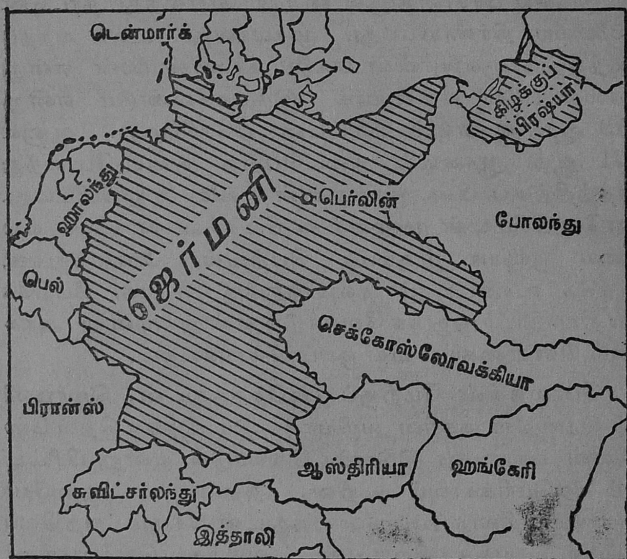 டென்மார்க்
கிழக்குப்
பிரஷ்யா
ஹாலந்து
ஜெர்மனி
பெர்லின்
போலந்து
பெல்
செக்கோஸ்லோவக்கியா
பிரான்ஸ்
ஆஸ்திரியா
ஹங்கேரி
சுவிட்சர்லந்து
இத்தாலி